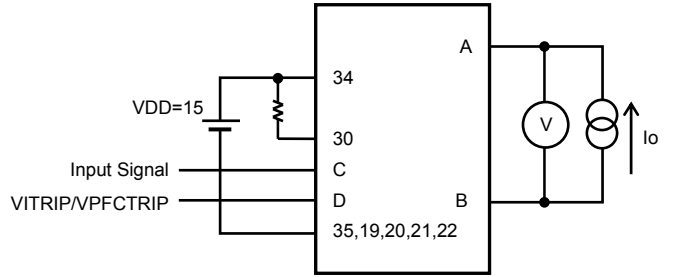 A
34
VDD=15
V
Io
30
Input Signal
C
VITRIP/VPFCTRIP
D
B
35,19,20,21,22